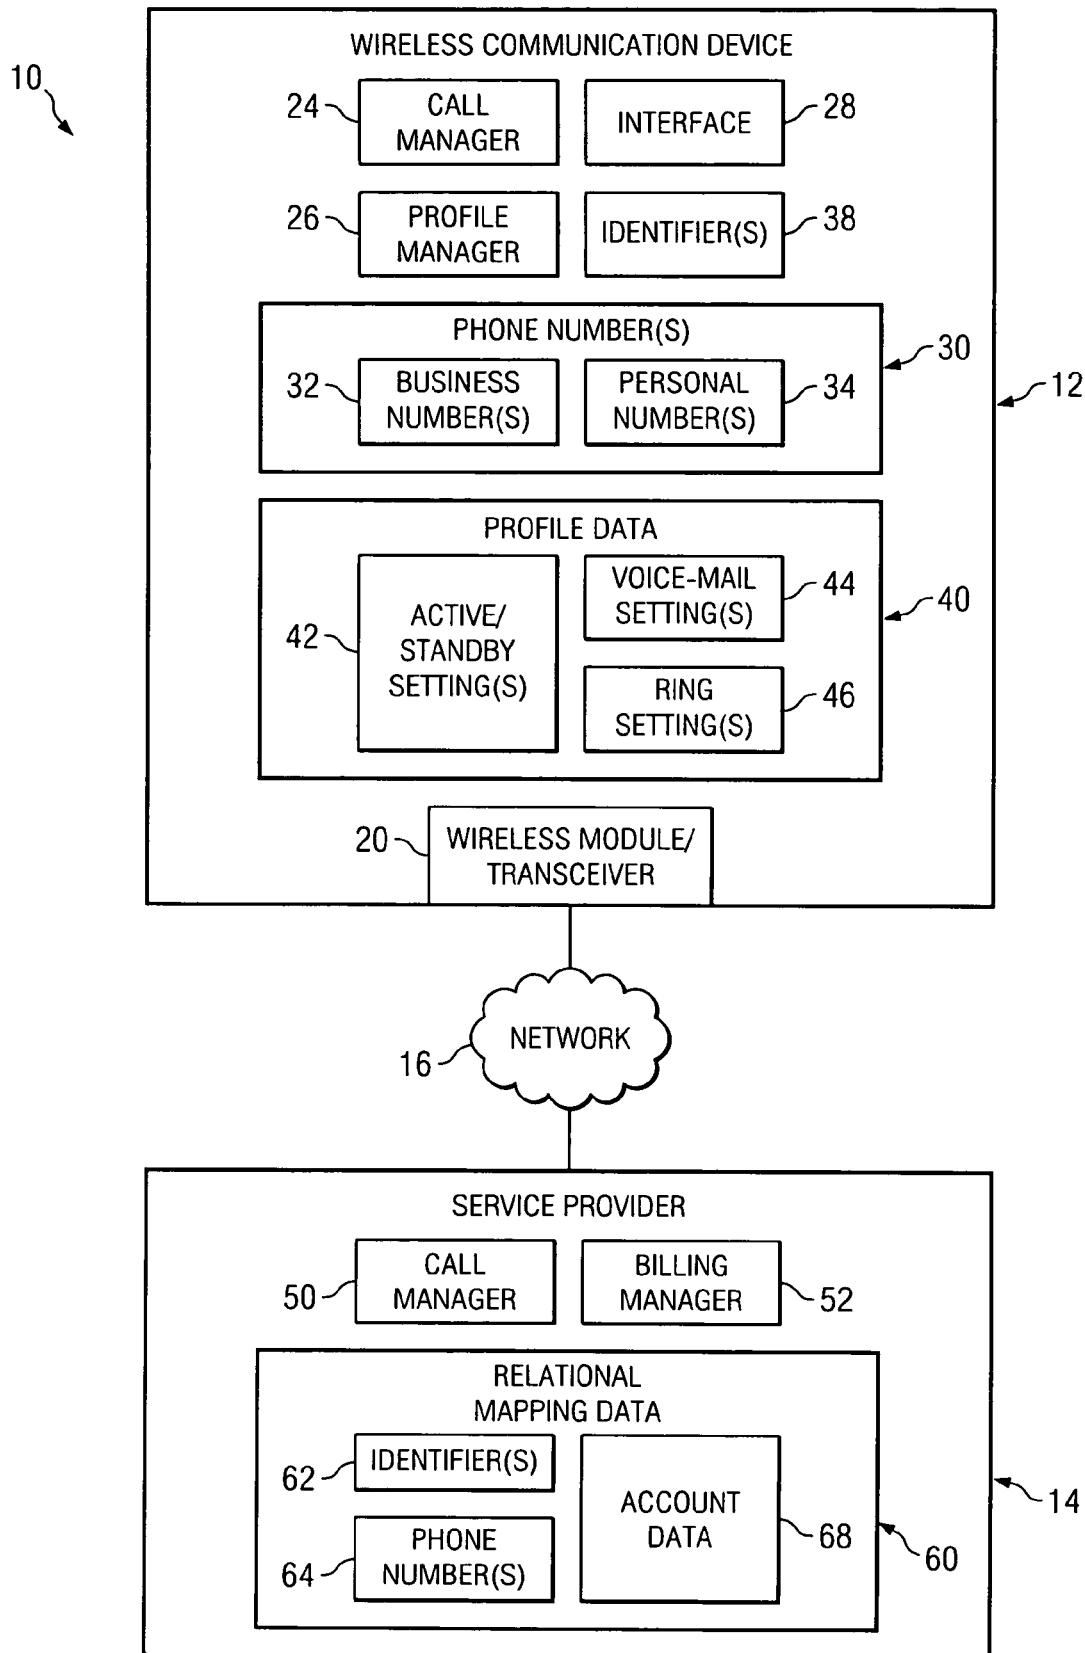 WIRELESS COMMUNICATION DEVICE
10
24
CALL
MANAGER
INTERFACE
28
26
PROFILE
MANAGER
IDENTIFIER(S)
38
PHONE NUMBER(S)
30
32
BUSINESS
NUMBER(S)
PERSONAL
NUMBER(S)
34
12
PROFILE DATA
42
ACTIVE/
STANDBY
SETTING(S)
VOICE-MAIL
SETTING(S)
44
40
RING
SETTING(S)
46
20
WIRELESS MODULE/
TRANSCEIVER
NETWORK
16
SERVICE PROVIDER
50
CALL
MANAGER
BILLING
MANAGER
52
RELATIONAL
MAPPING DATA
62
IDENTIFIER(S)
64
PHONE
NUMBER(S)
ACCOUNT
DATA
68
60
14